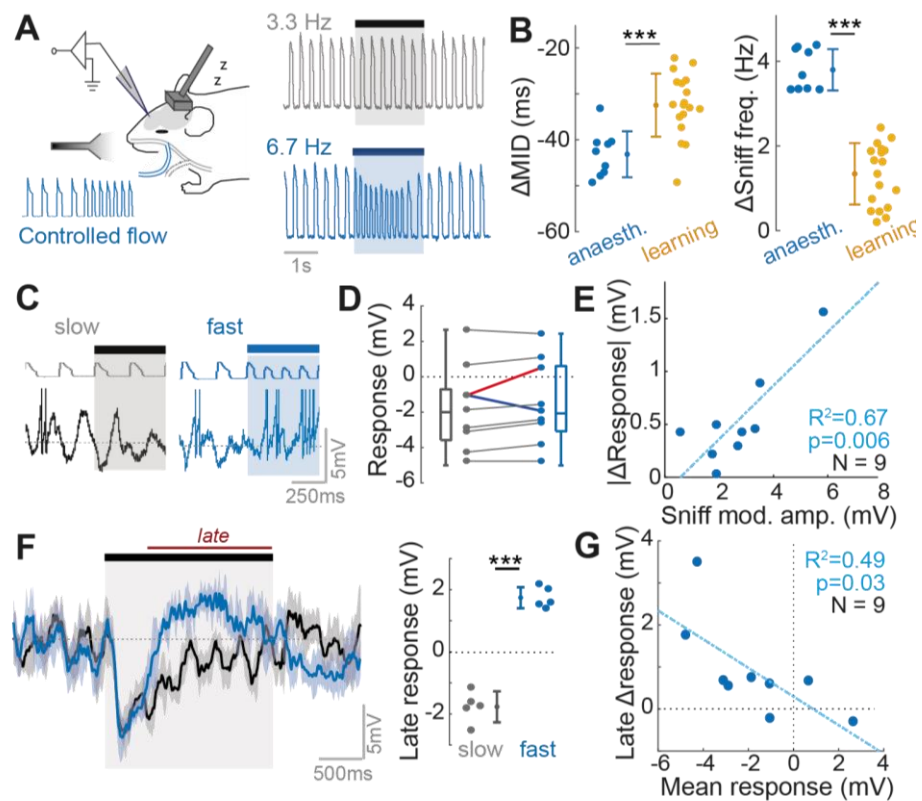 A
z
z
Controlled flow
3.3 Hz
6.7 Hz
1s
B
ΔMID (ms)
-20
-40
-60
***
anaesth.
learning
ΔSniff freq. (Hz)
4
2
0
***
anaesth.
learning
C
slow
fast
5mV
250ms
D
Response (mV)
4
2
0
-2
-4
-6
E
|ΔResponse| (mV)
1.5
1
0.5
0
R²=0.67
p=0.006
N = 9
0 2 4 6 8
Sniff mod. amp. (mV)
F
late
5mV
500ms
Late response (mV)
2
0
-2
***
slow
fast
G
Late Δresponse (mV)
4
2
0
R²=0.49
p=0.03
N = 9
-6 -4 -2 0 2 4
Mean response (mV)